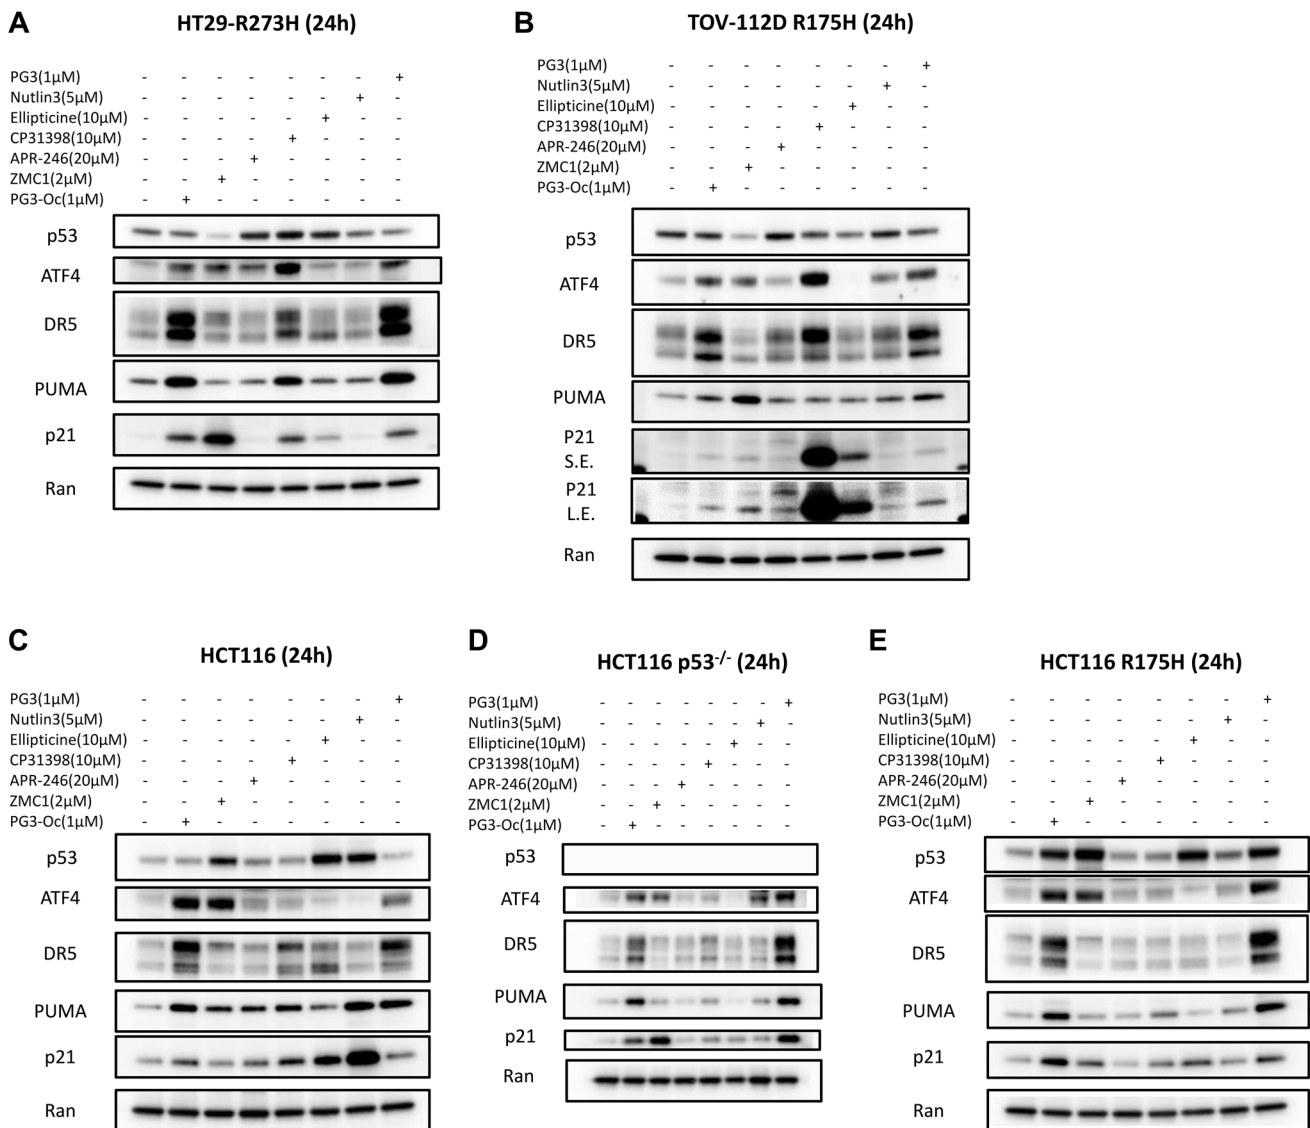 A
HT29-R273H (24h)
PG3(1µM) - - - - - - - +
Nutlin3(5µM) - - - - - - + -
Ellipticine(10µM) - - - - - + - -
CP31398(10µM) - - - - + - - -
APR-246(20µM) - - - + - - - -
ZMC1(2µM) - - + - - - - -
PG3-Oc(1µM) - + - - - - - -
p53
ATF4
DR5
PUMA
p21
Ran
B
TOV-112D R175H (24h)
PG3(1µM) - - - - - - - +
Nutlin3(5µM) - - - - - - + -
Ellipticine(10µM) - - - - - + - -
CP31398(10µM) - - - - + - - -
APR-246(20µM) - - - + - - - -
ZMC1(2µM) - - + - - - - -
PG3-Oc(1µM) - + - - - - - -
p53
ATF4
DR5
PUMA
P21
S.E.
P21
L.E.
Ran
C
HCT116 (24h)
PG3(1µM) - - - - - - - +
Nutlin3(5µM) - - - - - - + -
Ellipticine(10µM) - - - - - + - -
CP31398(10µM) - - - - + - - -
APR-246(20µM) - - - + - - - -
ZMC1(2µM) - - + - - - - -
PG3-Oc(1µM) - + - - - - - -
p53
ATF4
DR5
PUMA
p21
Ran
D
HCT116 p53-/- (24h)
PG3(1µM) - - - - - - - +
Nutlin3(5µM) - - - - - - + -
Ellipticine(10µM) - - - - - + - -
CP31398(10µM) - - - - + - - -
APR-246(20µM) - - - + - - - -
ZMC1(2µM) - - + - - - - -
PG3-Oc(1µM) - + - - - - - -
p53
ATF4
DR5
PUMA
p21
Ran
E
HCT116 R175H (24h)
PG3(1µM) - - - - - - - +
Nutlin3(5µM) - - - - - - + -
Ellipticine(10µM) - - - - - + - -
CP31398(10µM) - - - - + - - -
APR-246(20µM) - - - + - - - -
ZMC1(2µM) - - + - - - - -
PG3-Oc(1µM) - + - - - - - -
p53
ATF4
DR5
PUMA
p21
Ran